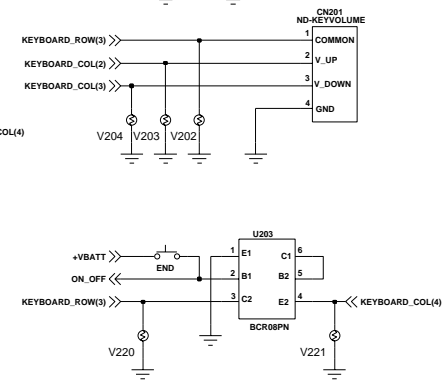 CN201
ND-KEYVOLUME
KEYBOARD_ROW(3) 1 COMMON
KEYBOARD_COL(2) 2 V_UP
KEYBOARD_COL(3) 3 V_DOWN
4 GND
COL(4)
V204 V203 V202
U203
+VBATT 1 E1 C1 6
END
ON_OFF 2 B1 B2 5
KEYBOARD_ROW(3) 3 C2 E2 4 KEYBOARD_COL(4)
BCR08PN
V220 V221